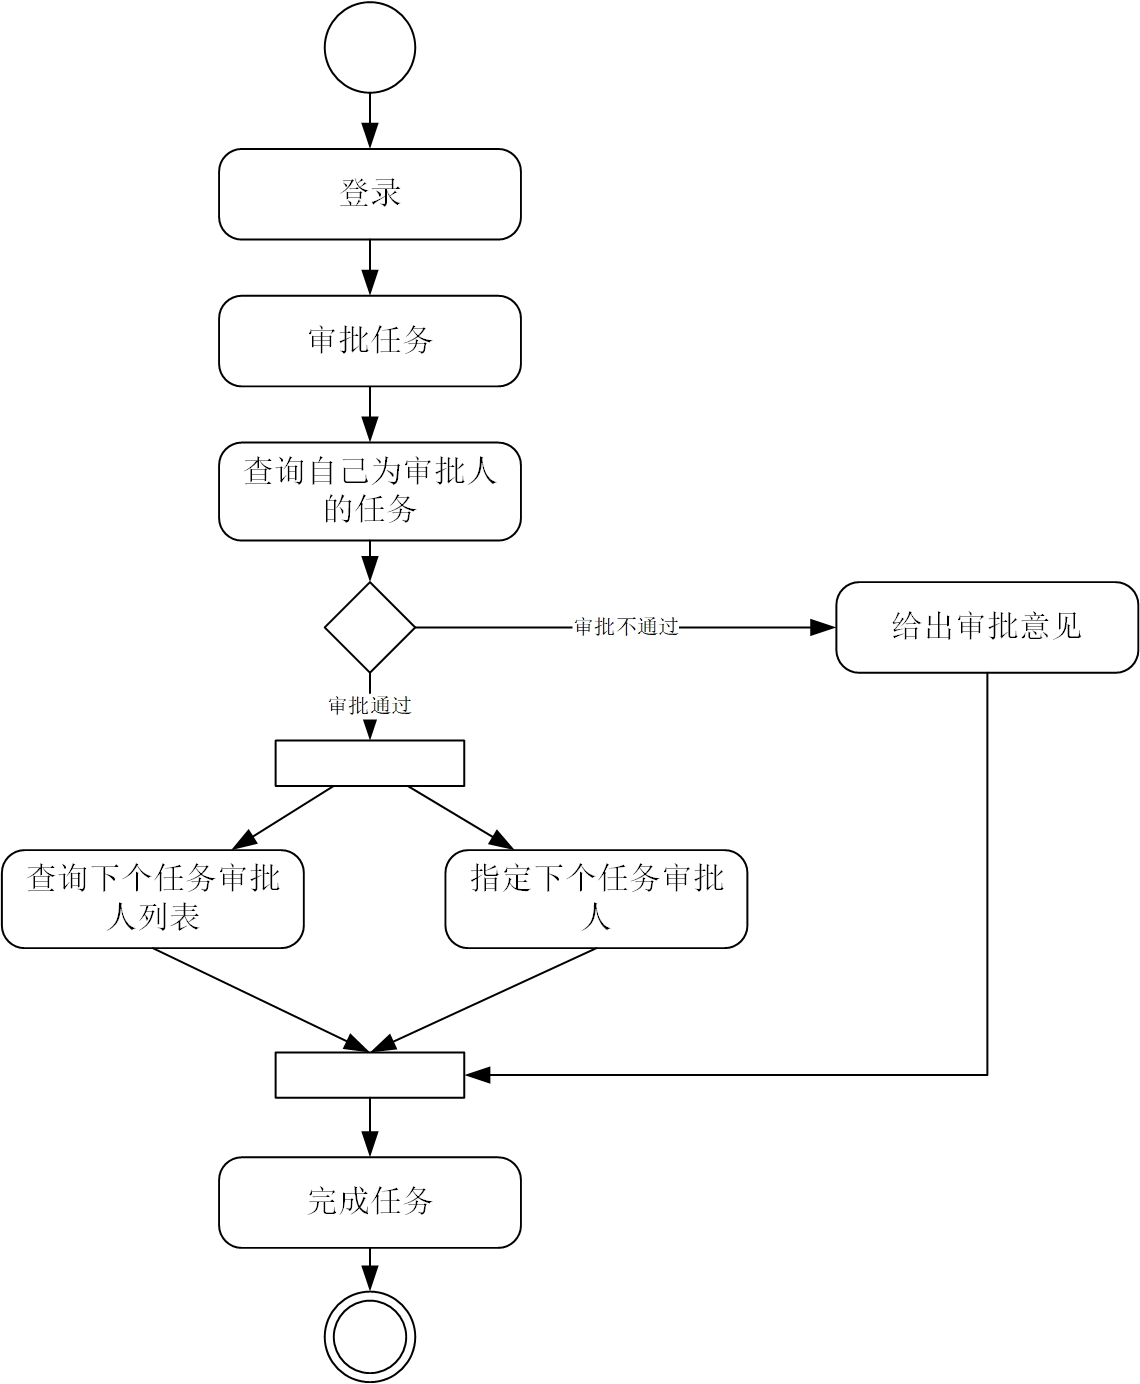 登录
审批任务
查询自己为审批人
的任务
审批不通过
给出审批意见
审批通过
查询下个任务审批
人列表
指定下个任务审批
人
完成任务